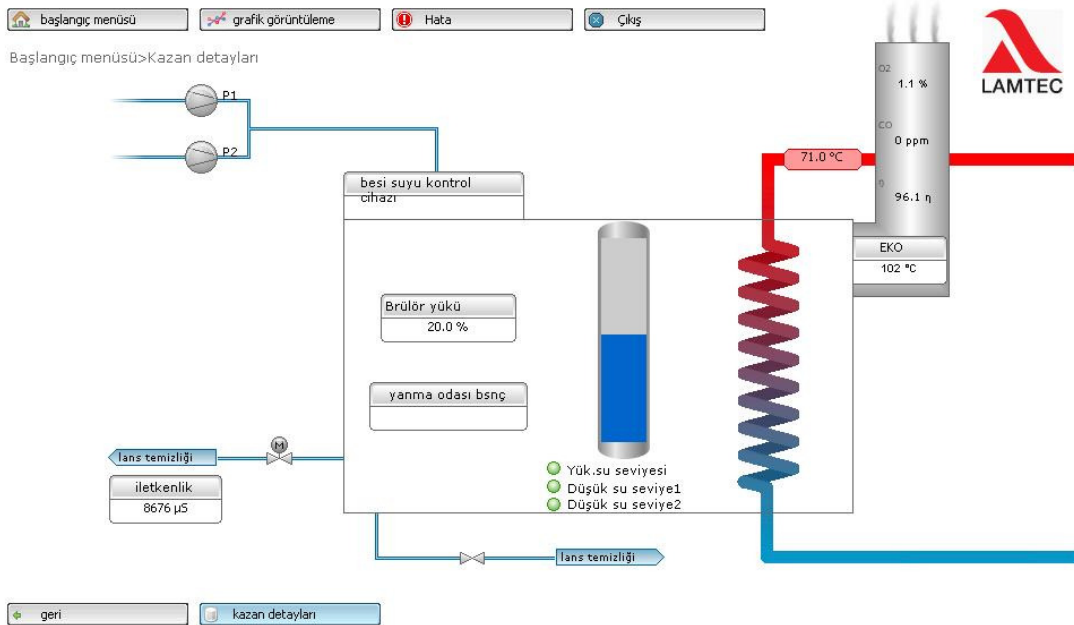 başlangıç menüsü
grafik görüntüleme
Hata
Çıkış
Başlangıç menüsü>Kazan detayları
LAMTEC
P1
P2
O2
1.1 %
CO
0 ppm
71.0 °C
η
96.1 η
besi suyu kontrol
cihazı
EKO
102 °C
Brülör yükü
20.0 %
yanma odası bsnç
M
lans temizliği
iletkenlik
8676 µS
Yük.su seviyesi
Düşük su seviye1
Düşük su seviye2
lans temizliği
geri
kazan detayları